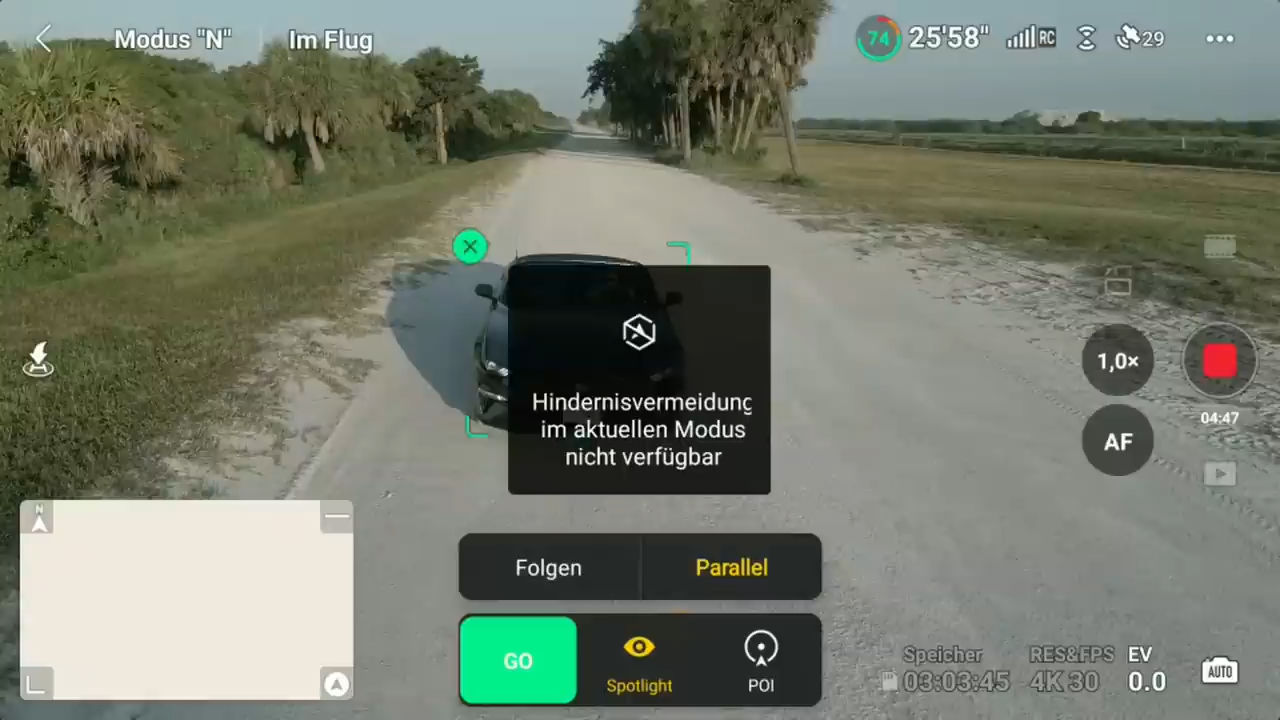 Modus "N"
Im Flug
74
25'58"
RC
29
Hindernisvermeidung
im aktuellen Modus
nicht verfügbar
1,0×
04:47
AF
N
Folgen
Parallel
GO
Spotlight
POI
Speicher
03:03:45
RES&FPS
4K 30
EV
0.0
AUTO